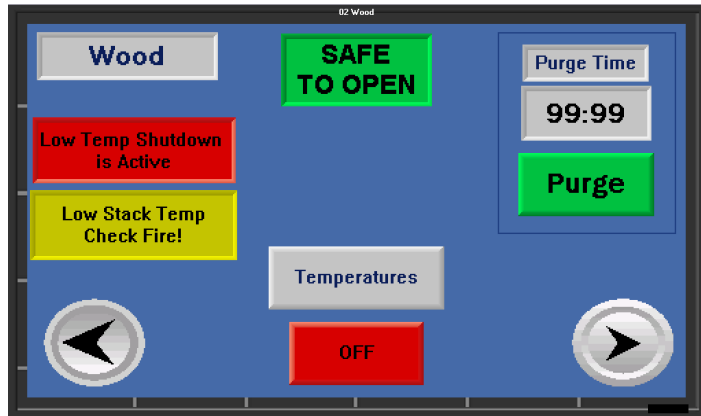 02 Wood
Wood
SAFE
TO OPEN
Purge Time
99:99
Purge
Low Temp Shutdown
is Active
Low Stack Temp
Check Fire!
Temperatures
OFF